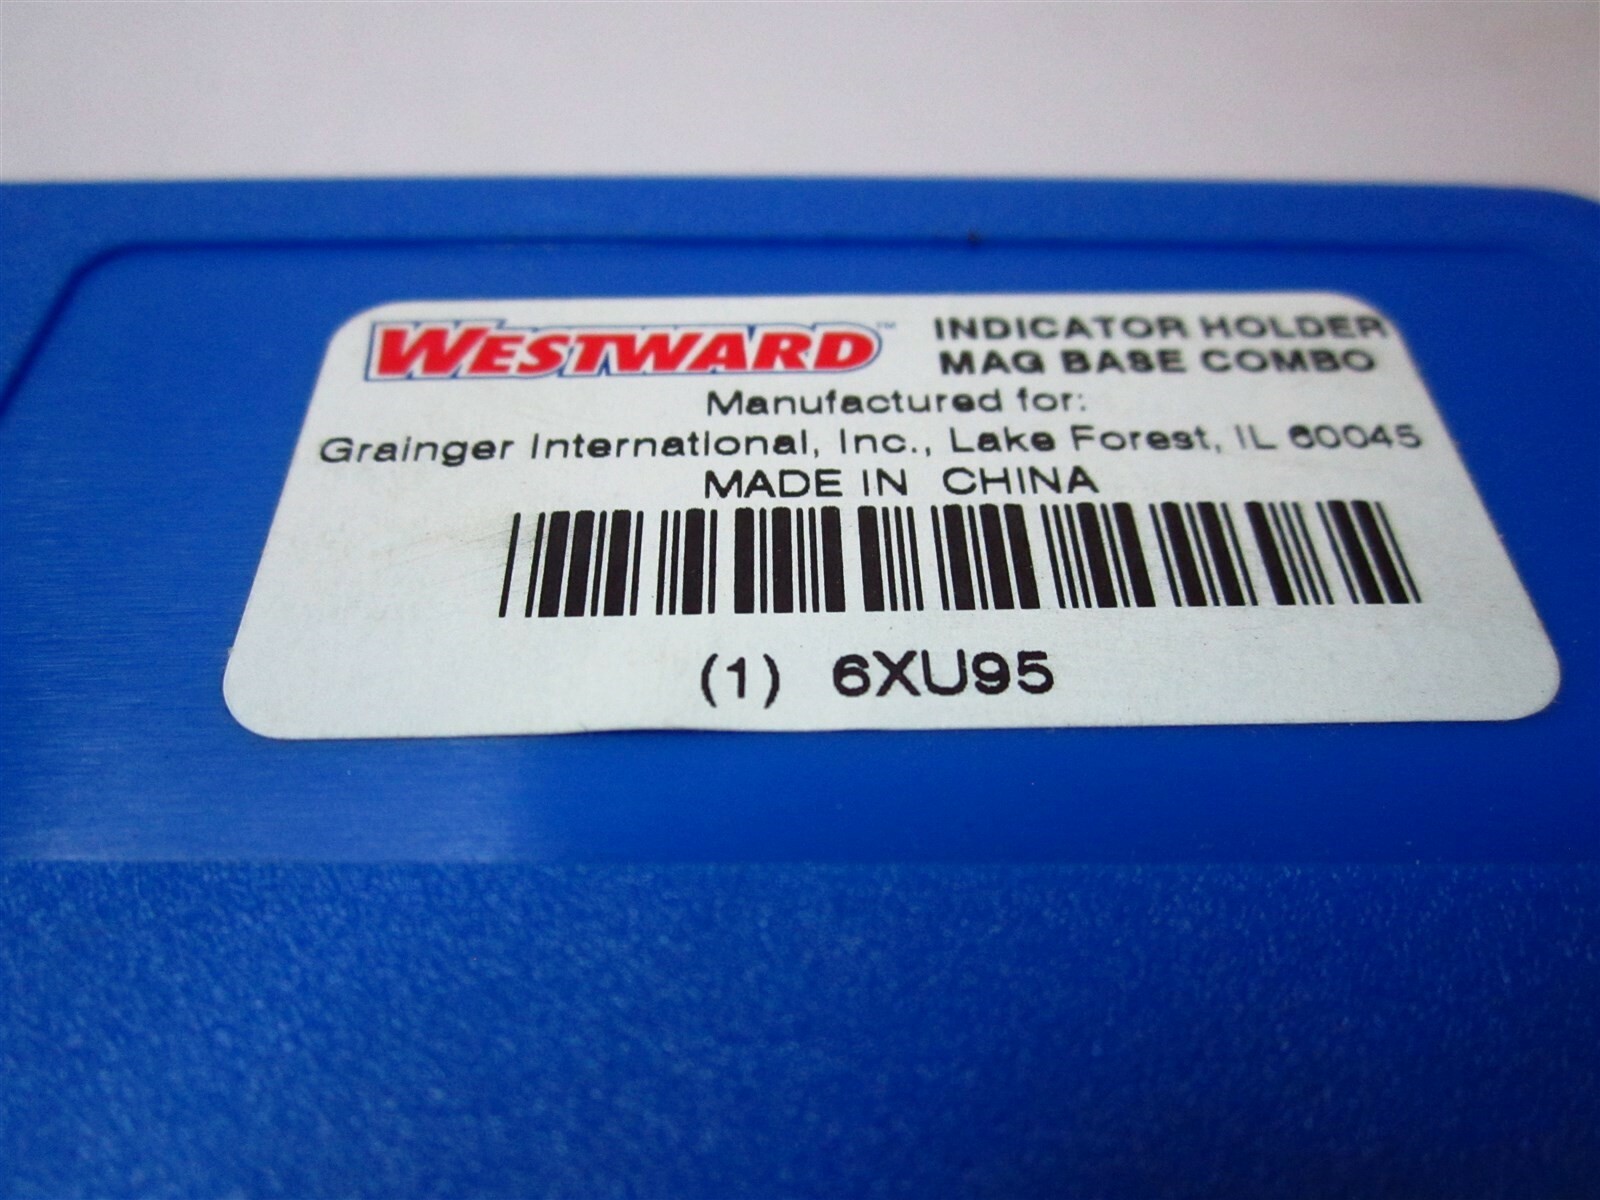 WESTWARD™ INDICATOR HOLDER
MAG BASE COMBO
Manufactured for:
Grainger International, Inc., Lake Forest, IL 60045
MADE IN CHINA
(1) 6XU95